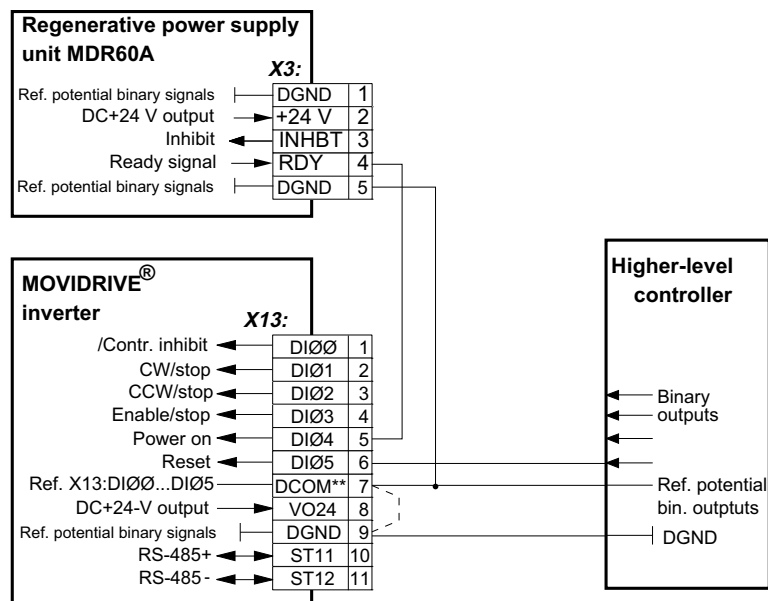 Regenerative power supply
unit MDR60A
X3:
Ref. potential binary signals DGND 1
DC+24 V output +24 V 2
Inhibit INHBT 3
Ready signal RDY 4
Ref. potential binary signals DGND 5
MOVIDRIVE®
inverter
X13:
/Contr. inhibit DIØØ 1
CW/stop DIØ1 2
CCW/stop DIØ2 3
Enable/stop DIØ3 4
Power on DIØ4 5
Reset DIØ5 6
Ref. X13:DIØØ...DIØ5 DCOM** 7
DC+24-V output VO24 8
Ref. potential binary signals DGND 9
RS-485+ ST11 10
RS-485- ST12 11
Higher-level
controller
Binary
outputs
Ref. potential
bin. outptuts
DGND